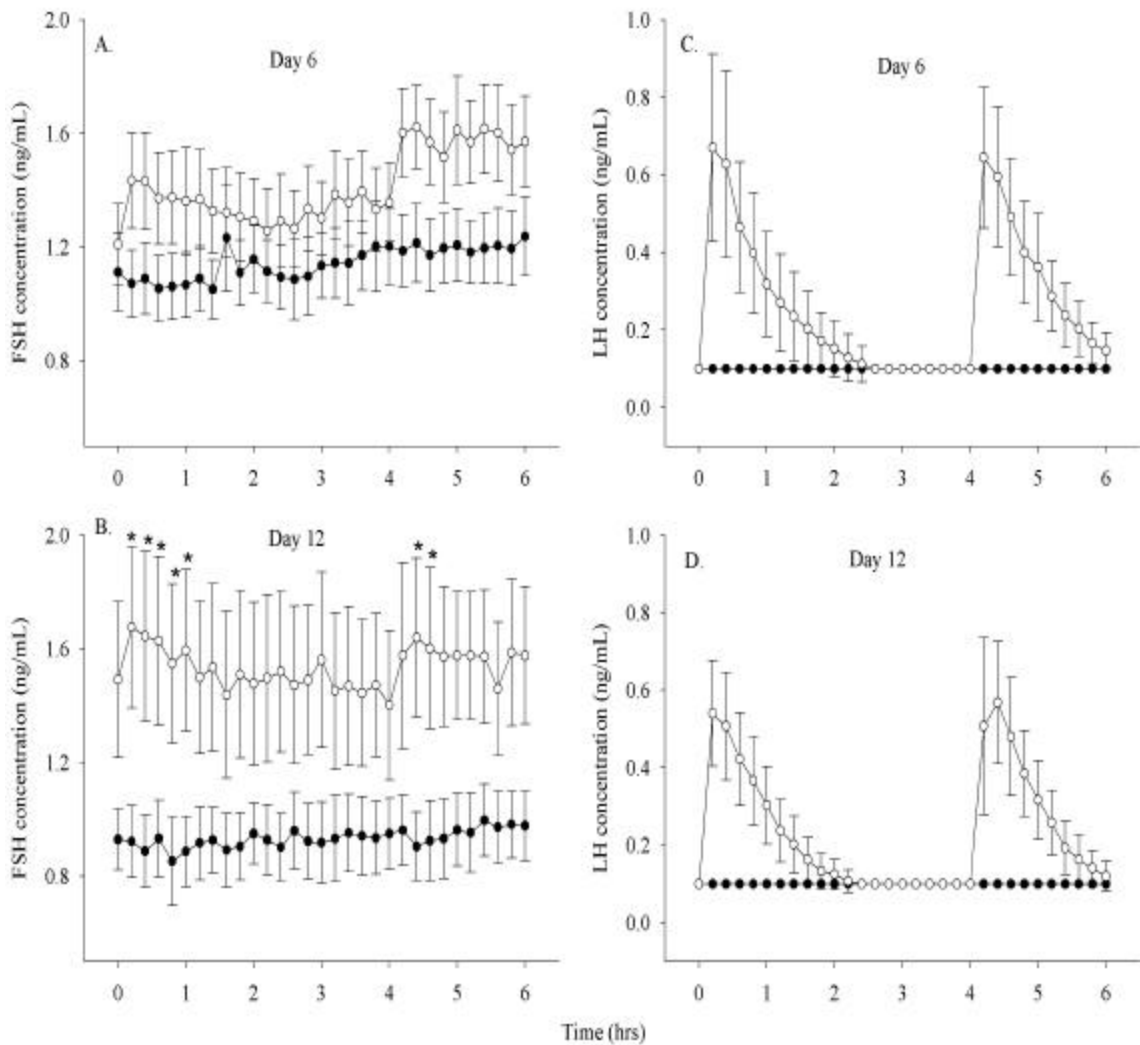 A.
Day 6
FSH concentration (ng/mL)
2.0
1.6
1.2
0.8
0 1 2 3 4 5 6
C.
Day 6
LH concentration (ng/mL)
1.0
0.8
0.6
0.4
0.2
0.0
0 1 2 3 4 5 6
B.
Day 12
FSH concentration (ng/mL)
2.0
1.6
1.2
0.8
* * * * * * *
0 1 2 3 4 5 6
D.
Day 12
LH concentration (ng/mL)
1.0
0.8
0.6
0.4
0.2
0.0
0 1 2 3 4 5 6
Time (hrs)